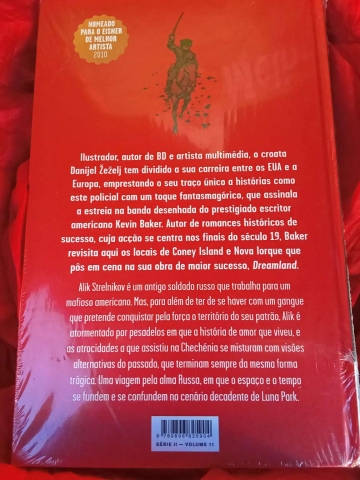 NOMEADO
PARA O EISNER
DE MELHOR
ARTISTA
2010
Ilustrador, autor de BD e artista multimédia, o croata
Danijel Žeželj tem dividido a sua carreira entre os EUA e a
Europa, emprestando o seu traço único a histórias como
este policial com um toque fantasmagórico, que assinala
a estreia na banda desenhada do prestigiado escritor
americano Kevin Baker. Autor de romances históricos de
sucesso, cuja acção se centra nos finais do século 19, Baker
revisita aqui os locais de Coney Island e Nova Iorque que
pôs em cena na sua obra de maior sucesso, Dreamland.
Alik Strelnikov é um antigo soldado russo que trabalha para um
mafioso americano. Mas, para além de ter de se haver com um gangue
que pretende conquistar pela força o território do seu patrão, Alik é
atormentado por pesadelos em que a história de amor que viveu, e
as atrocidades a que assistiu na Chechénia se misturam com visões
alternativas do passado, que terminam sempre da mesma forma
trágica. Uma viagem pela alma Russa, em que o espaço e o tempo
se fundem e se confundem no cenário decadente de Luna Park.
SÉRIE II — VOLUME 11